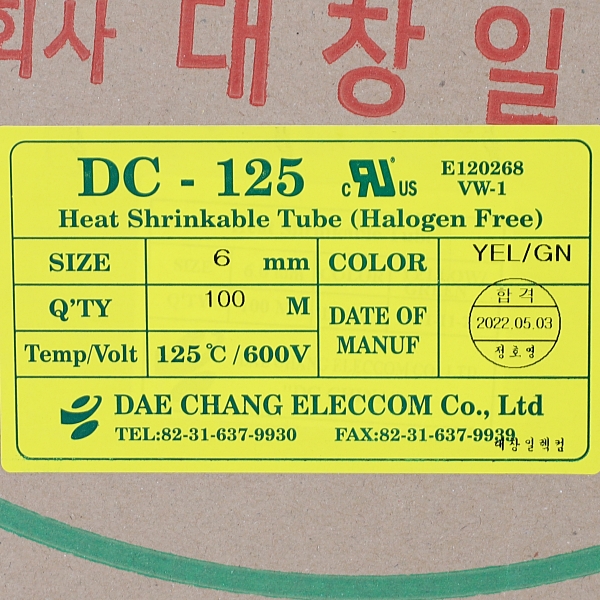 회사 대창일
DC - 125 c RU US E120268
VW-1
Heat Shrinkable Tube (Halogen Free)
SIZE 6 mm COLOR YEL/GN
Q'TY 100 M DATE OF MANUF 합격 2022.05.03 정호영
Temp/Volt 125℃/600V
DAE CHANG ELECCOM Co., Ltd
TEL:82-31-637-9930 FAX:82-31-637-9939
대창일렉컴